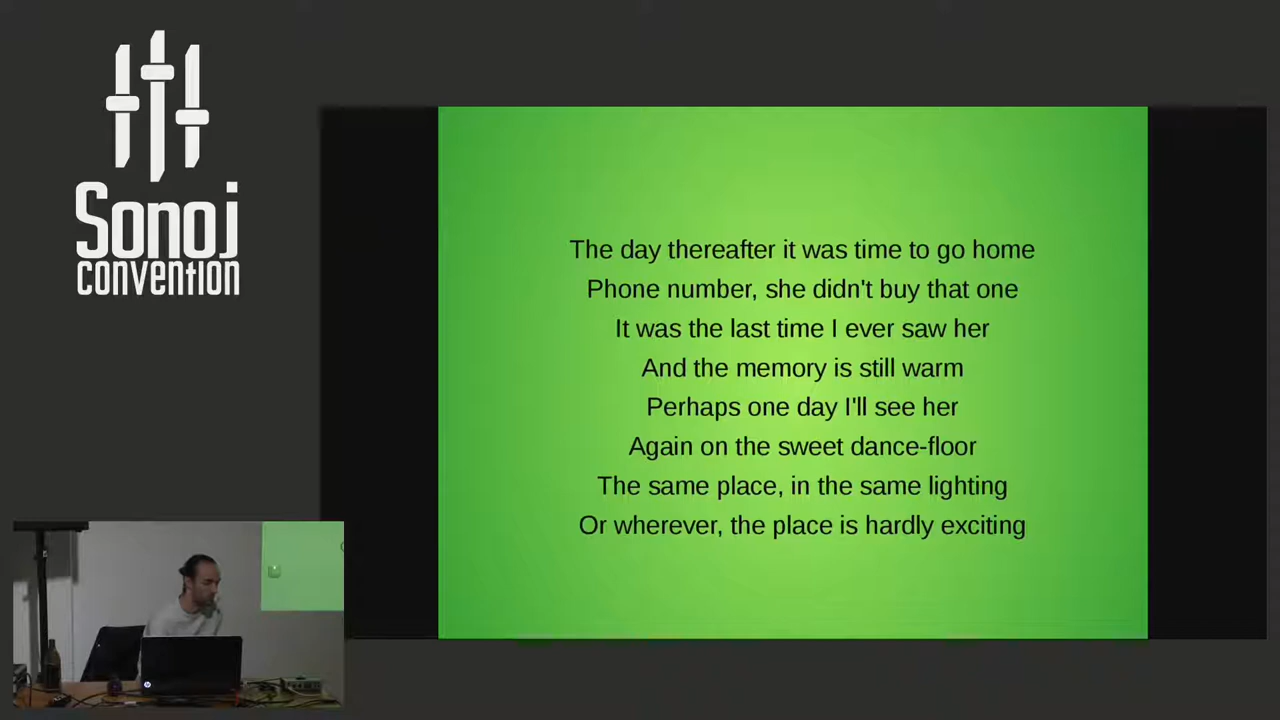 Sonoj
convention
The day thereafter it was time to go home
Phone number, she didn't buy that one
It was the last time I ever saw her
And the memory is still warm
Perhaps one day I'll see her
Again on the sweet dance-floor
The same place, in the same lighting
Or wherever, the place is hardly exciting